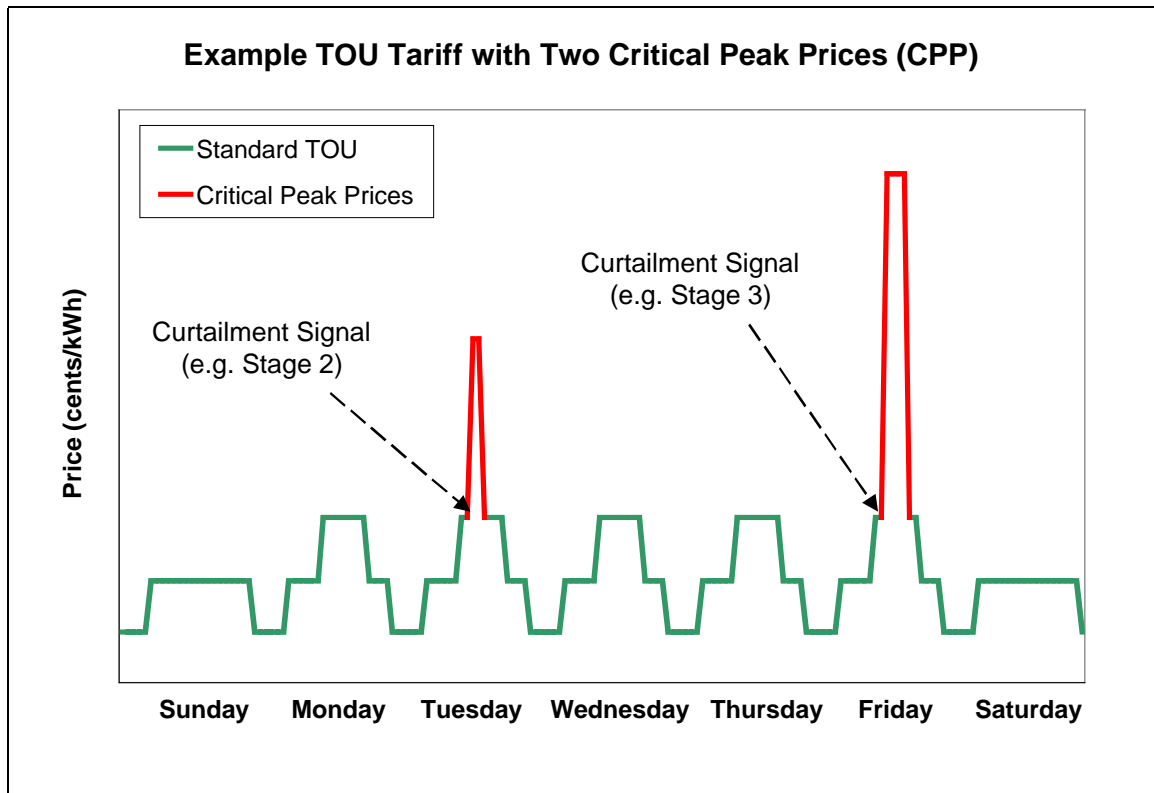 Example TOU Tariff with Two Critical Peak Prices (CPP)
Standard TOU
Critical Peak Prices
Curtailment Signal
(e.g. Stage 3)
Curtailment Signal
(e.g. Stage 2)
Price (cents/kWh)
Sunday Monday Tuesday Wednesday Thursday Friday Saturday